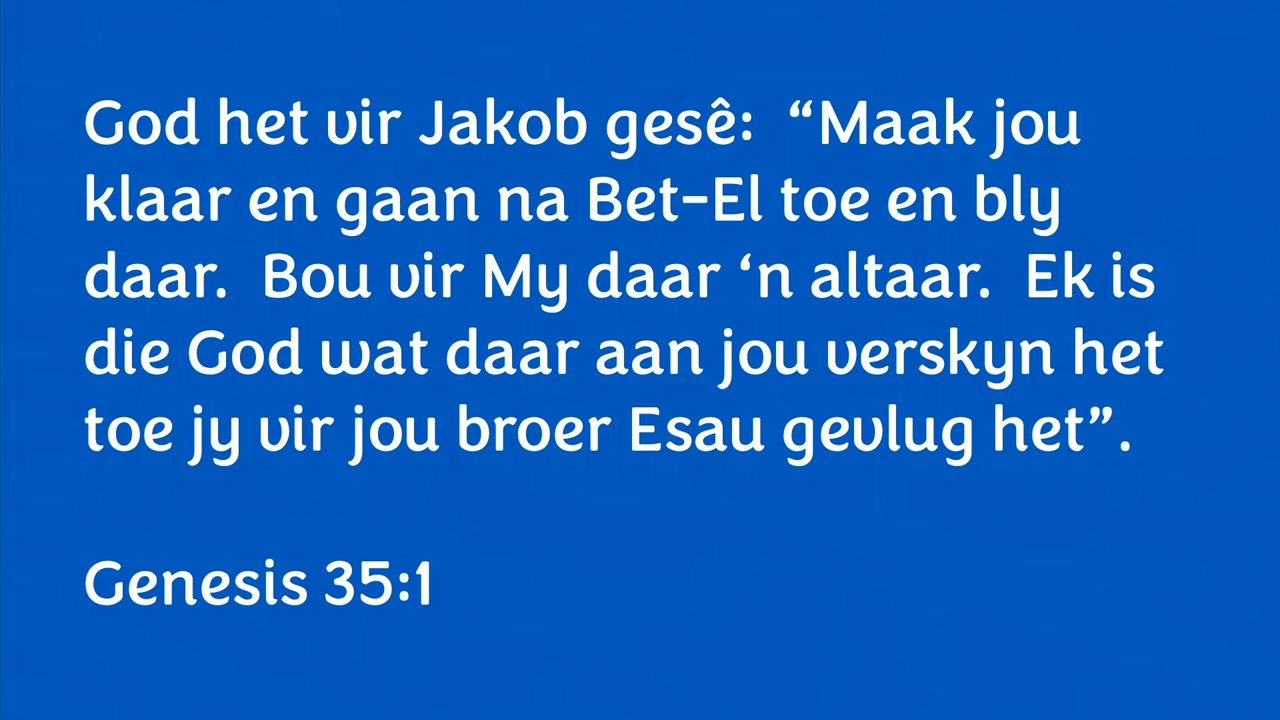 God het vir Jakob gesê:  “Maak jou
klaar en gaan na Bet-El toe en bly
daar.  Bou vir My daar ‘n altaar.  Ek is
die God wat daar aan jou verskyn het
toe jy vir jou broer Esau gevlug het”.
Genesis 35:1